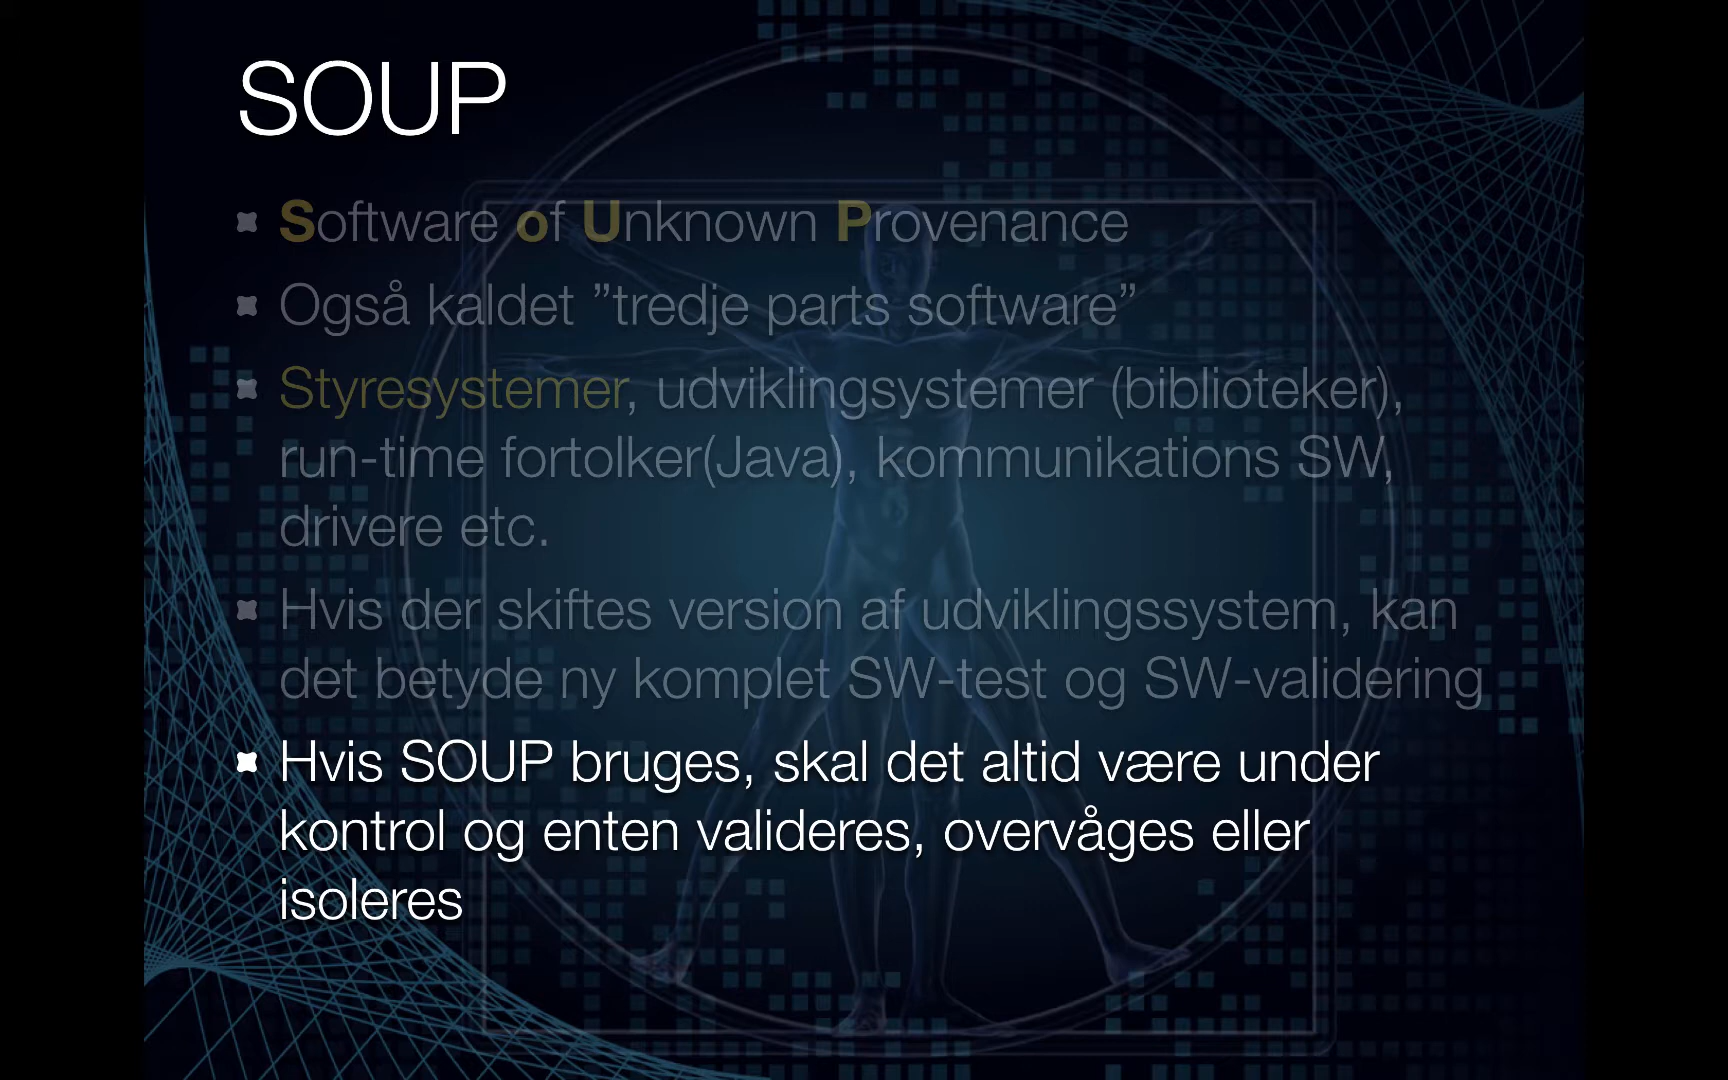 SOUP
Software of Unknown Provenance
Også kaldet ”tredje parts software”
Styresystemer, udviklingsystemer (biblioteker),
run-time fortolker(Java), kommunikations SW,
drivere etc.
Hvis der skiftes version af udviklingssystem, kan
det betyde ny komplet SW-test og SW-validering
Hvis SOUP bruges, skal det altid være under
kontrol og enten valideres, overvåges eller
isoleres